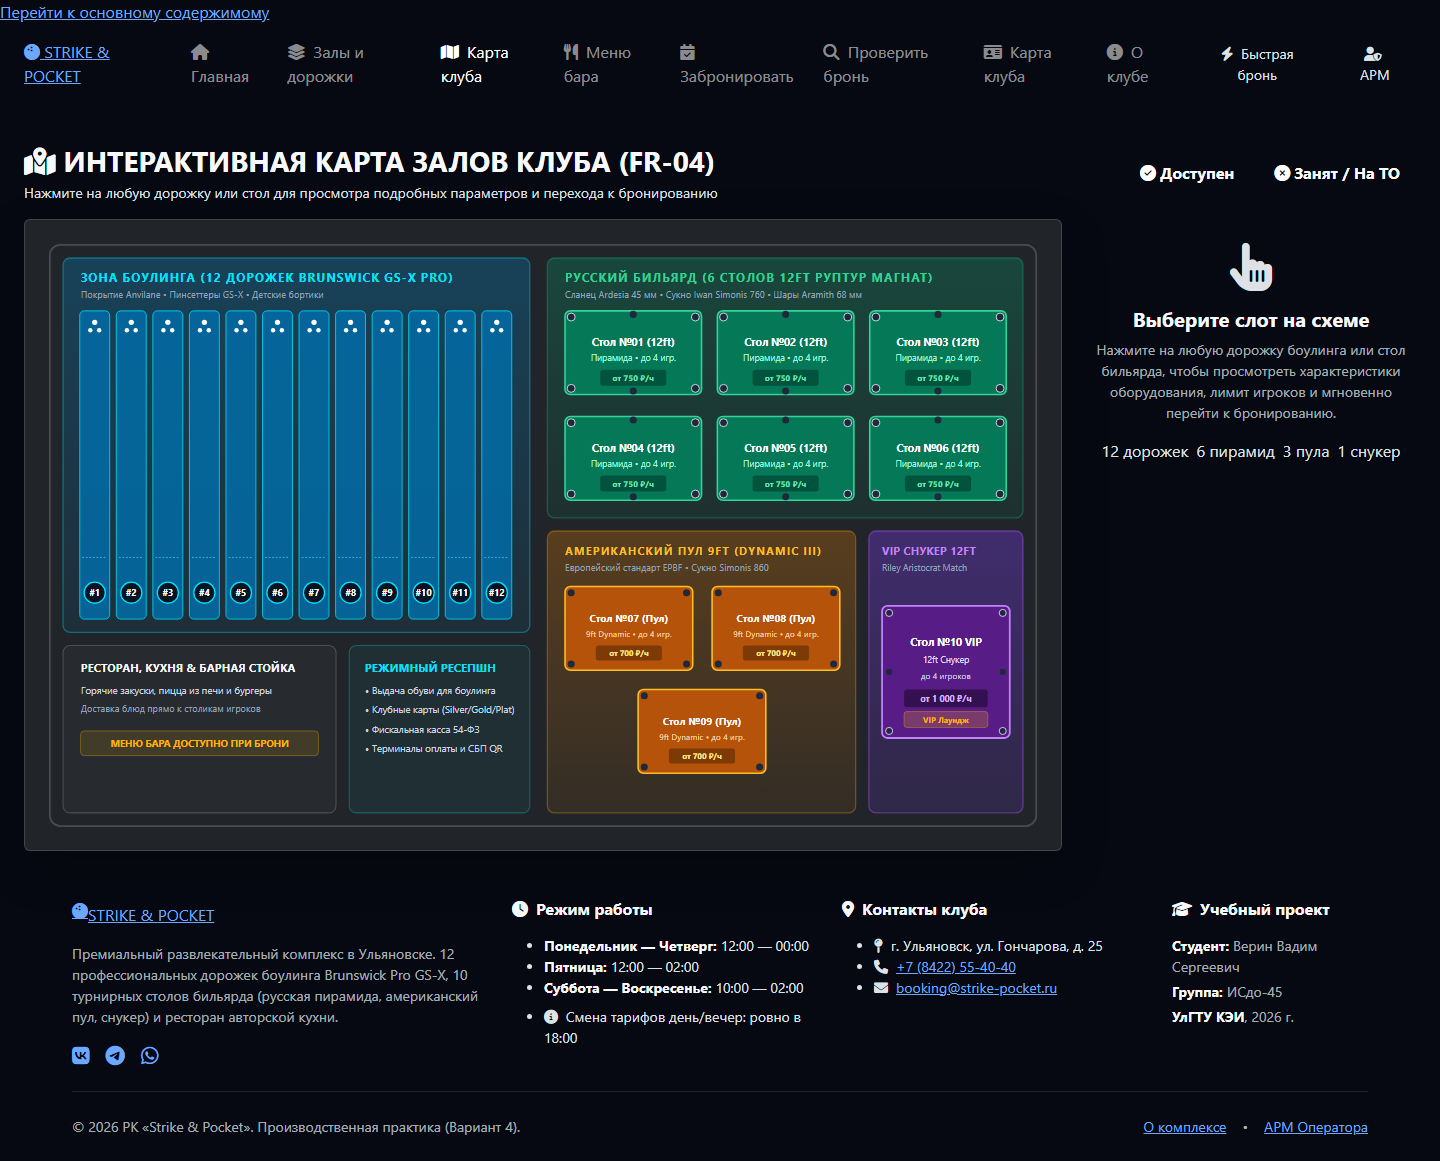 Перейти к основному содержимому
STRIKE & POCKET
Главная
Залы и дорожки
Карта клуба
Меню бара
Забронировать
Проверить бронь
Карта клуба
О клубе
Быстрая бронь
АРМ
ИНТЕРАКТИВНАЯ КАРТА ЗАЛОВ КЛУБА (FR-04)
Нажмите на любую дорожку или стол для просмотра подробных параметров и перехода к бронированию
Доступен
Занят / На ТО
ЗОНА БОУЛИНГА (12 ДОРОЖЕК BRUNSWICK GS-X PRO)
Покрытие Anvilane • Пинсеттеры GS-X • Детские бортики
#1 #2 #3 #4 #5 #6 #7 #8 #9 #10 #11 #12
РУССКИЙ БИЛЬЯРД (6 СТОЛОВ 12FT РУПТУР МАГНАТ)
Сланец Ardesia 45 мм • Сукно Iwan Simonis 760 • Шары Aramith 68 мм
Стол №01 (12ft)
Пирамида • до 4 игр.
от 750 ₽/ч
Стол №02 (12ft)
Пирамида • до 4 игр.
от 750 ₽/ч
Стол №03 (12ft)
Пирамида • до 4 игр.
от 750 ₽/ч
Стол №04 (12ft)
Пирамида • до 4 игр.
от 750 ₽/ч
Стол №05 (12ft)
Пирамида • до 4 игр.
от 750 ₽/ч
Стол №06 (12ft)
Пирамида • до 4 игр.
от 750 ₽/ч
АМЕРИКАНСКИЙ ПУЛ 9FT (DYNAMIC III)
Европейский стандарт EPBF • Сукно Simonis 860
Стол №07 (Пул)
9ft Dynamic • до 4 игр.
от 700 ₽/ч
Стол №08 (Пул)
9ft Dynamic • до 4 игр.
от 700 ₽/ч
Стол №09 (Пул)
9ft Dynamic • до 4 игр.
от 700 ₽/ч
VIP СНУКЕР 12FT
Riley Aristocrat Match
Стол №10 VIP
12ft Снукер
до 4 игроков
от 1 000 ₽/ч
VIP Лаундж
РЕСТОРАН, КУХНЯ & БАРНАЯ СТОЙКА
Горячие закуски, пицца из печи и бургеры
Доставка блюд прямо к столикам игроков
МЕНЮ БАРА ДОСТУПНО ПРИ БРОНИ
РЕЖИМНЫЙ РЕСЕПШН
• Выдача обуви для боулинга
• Клубные карты (Silver/Gold/Plat)
• Фискальная касса 54-ФЗ
• Терминалы оплаты и СБП QR
Выберите слот на схеме
Нажмите на любую дорожку боулинга или стол
бильярда, чтобы просмотреть характеристики
оборудования, лимит игроков и мгновенно
перейти к бронированию.
12 дорожек 6 пирамид 3 пула 1 снукер
STRIKE & POCKET
Премиальный развлекательный комплекс в Ульяновске. 12
профессиональных дорожек боулинга Brunswick Pro GS-X, 10
турнирных столов бильярда (русская пирамида, американский
пул, снукер) и ресторан авторской кухни.
Режим работы
• Понедельник — Четверг: 12:00 — 00:00
• Пятница: 12:00 — 02:00
• Суббота — Воскресенье: 10:00 — 02:00
• Смена тарифов день/вечер: ровно в
18:00
Контакты клуба
• г. Ульяновск, ул. Гончарова, д. 25
• +7 (8422) 55-40-40
• booking@strike-pocket.ru
Учебный проект
Студент: Верин Вадим
Сергеевич
Группа: ИСдо-45
УлГТУ КЭИ, 2026 г.
© 2026 РК «Strike & Pocket». Производственная практика (Вариант 4).
О комплексе • АРМ Оператора